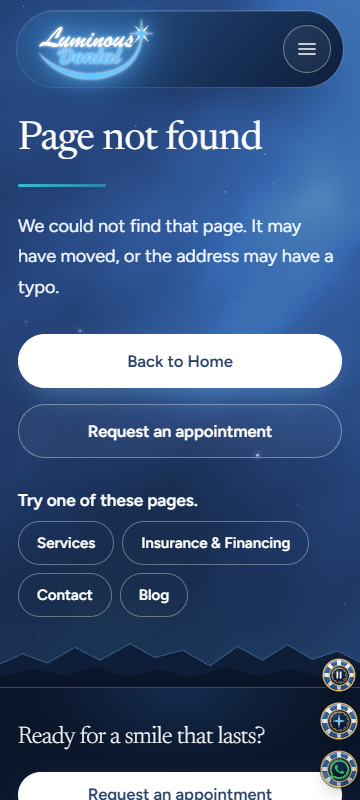 Luminous
Dental
Page not found
We could not find that page. It may
have moved, or the address may have a
typo.
Back to Home
Request an appointment
Try one of these pages.
Services
Insurance & Financing
Contact
Blog
Ready for a smile that lasts?
Request an appointment